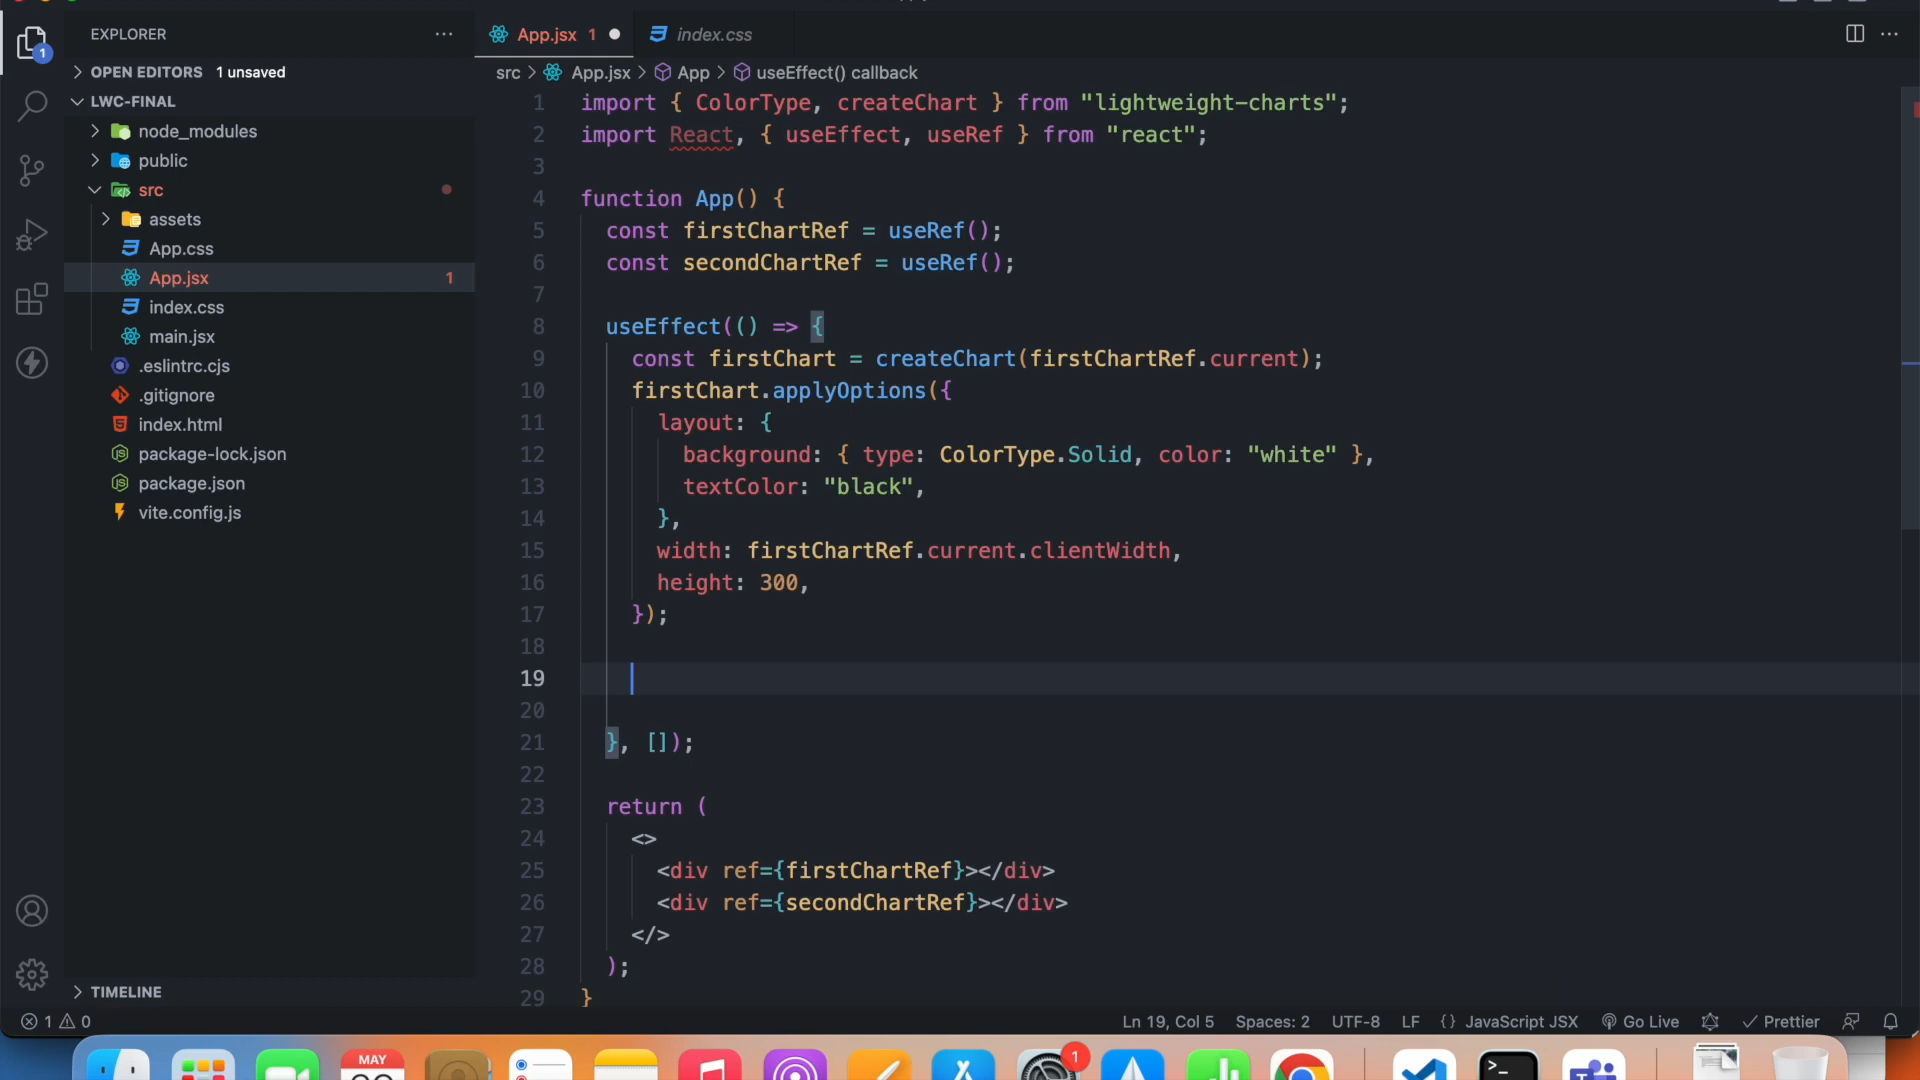 EXPLORER
OPEN EDITORS 1 unsaved
LWC-FINAL
node_modules
public
src
assets
App.css
App.jsx 1
index.css
main.jsx
.eslintrc.cjs
.gitignore
index.html
package-lock.json
package.json
vite.config.js
TIMELINE
1
App.jsx 1
index.css
src > App.jsx > App > useEffect() callback
1 import { ColorType, createChart } from "lightweight-charts";
2 import React, { useEffect, useRef } from "react";
3
4 function App() {
5 const firstChartRef = useRef();
6 const secondChartRef = useRef();
7
8 useEffect(() => {
9 const firstChart = createChart(firstChartRef.current);
10 firstChart.applyOptions({
11 layout: {
12 background: { type: ColorType.Solid, color: "white" },
13 textColor: "black",
14 },
15 width: firstChartRef.current.clientWidth,
16 height: 300,
17 });
18
19
20
21 }, []);
22
23 return (
24 <>
25 <div ref={firstChartRef}></div>
26 <div ref={secondChartRef}></div>
27 </>
28 );
29 }
1 0
Ln 19, Col 5 Spaces: 2 UTF-8 LF {} JavaScript JSX Go Live Prettier
MAY
1
>_